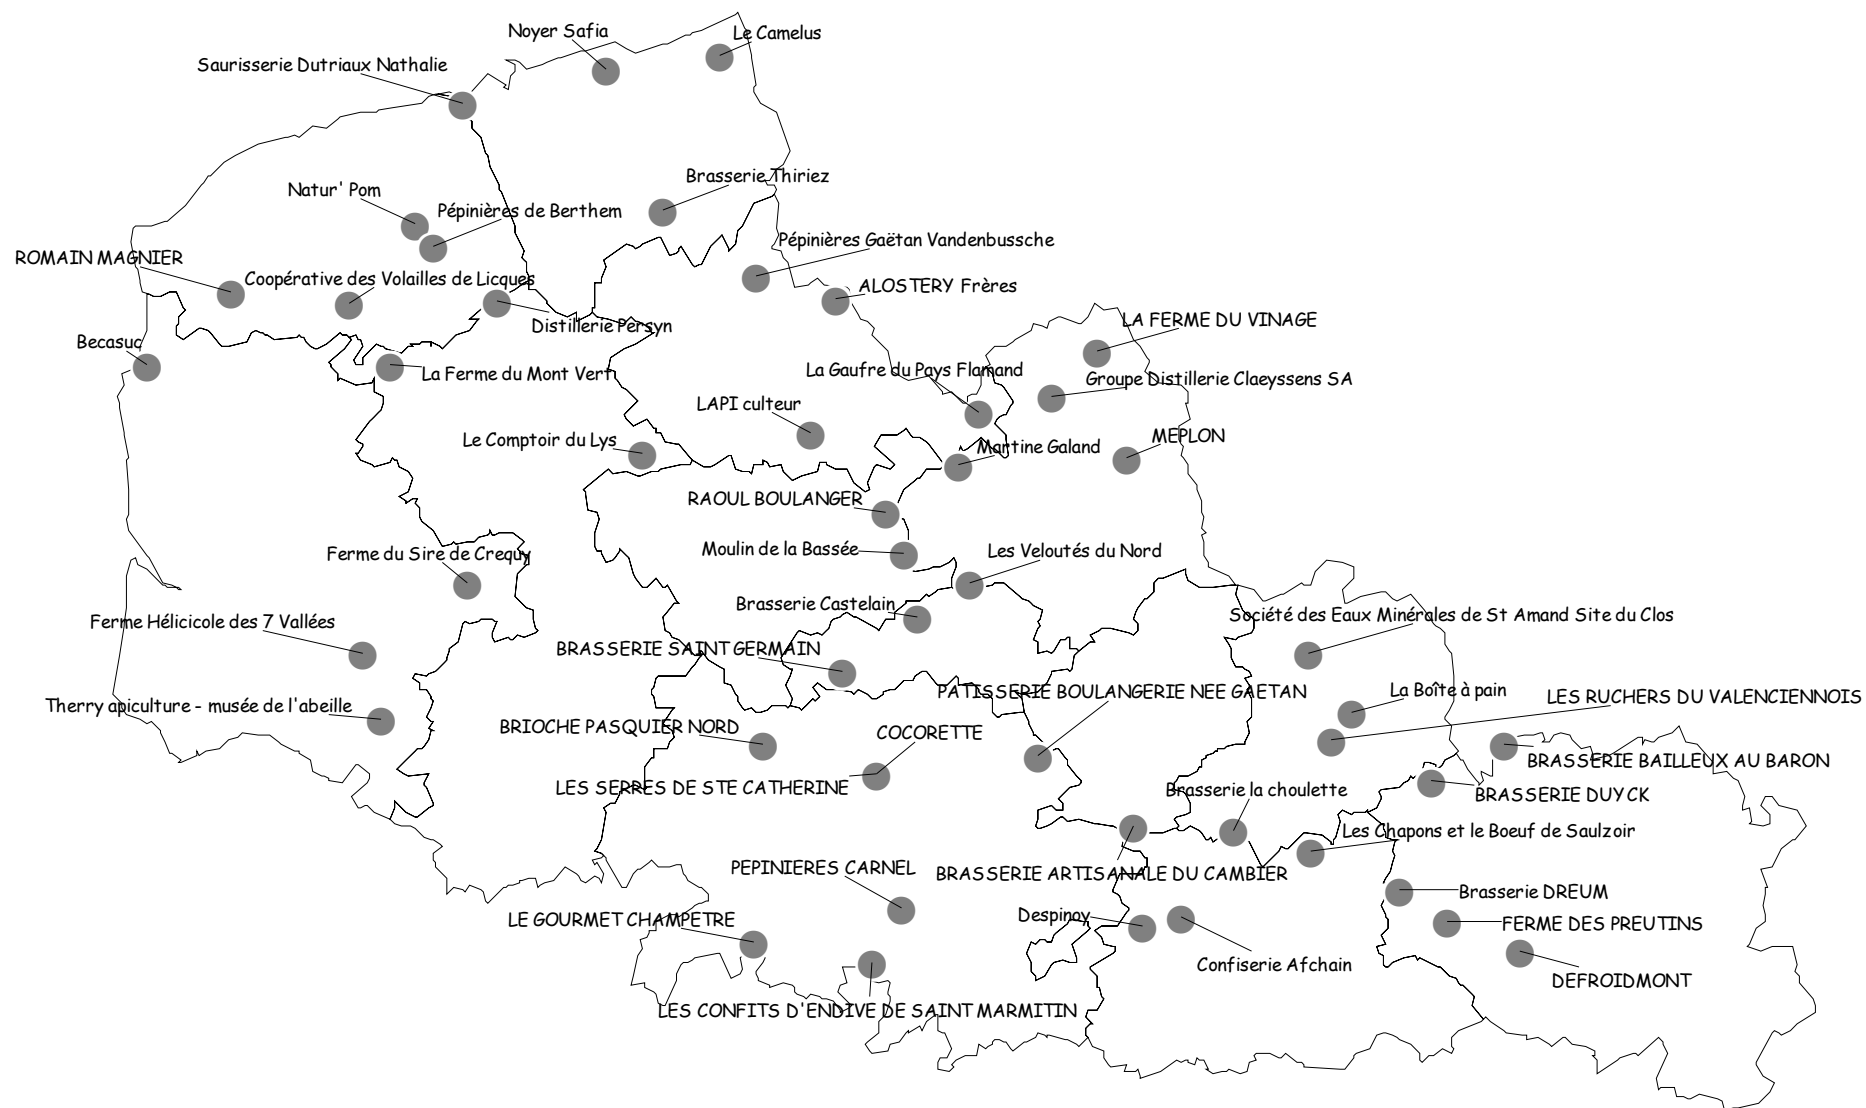 Noyer Safia
Le Camelus
Saurisserie Dutriaux Nathalie
Brasserie Thiriez
Natur' Pom
Pépinières de Berthem
Pépinières Gaëtan Vandenbussche
ROMAIN MAGNIER
Coopérative des Volailles de Licques
ALOSTERY Frères
Distillerie Persyn
LA FERME DU VINAGE
Becasuc
La Ferme du Mont Vert
La Gaufre du Pays Flamand
Groupe Distillerie Claeyssens SA
LAPI culteur
Le Comptoir du Lys
Martine Galand
MEPLON
RAOUL BOULANGER
Moulin de la Bassée
Les Veloutés du Nord
Ferme du Sire de Crequy
Brasserie Castelain
Société des Eaux Minérales de St Amand Site du Clos
Ferme Hélicicole des 7 Vallées
BRASSERIE SAINT GERMAIN
PATISSERIE BOULANGERIE NEE GAETAN
La Boîte à pain
LES RUCHERS DU VALENCIENNOIS
Therry apiculture - musée de l'abeille
BRIOCHE PASQUIER NORD
COCORETTE
BRASSERIE BAILLEUX AU BARON
LES SERRES DE STE CATHERINE
Brasserie la choulette
BRASSERIE DUYCK
Les Chapons et le Boeuf de Saulzoir
PEPINIERES CARNEL
BRASSERIE ARTISANALE DU CAMBIER
Brasserie DREUM
LE GOURMET CHAMPETRE
Despinoy
FERME DES PREUTINS
Confiserie Afchain
DEFROIDMONT
LES CONFITS D'ENDIVE DE SAINT MARMITIN